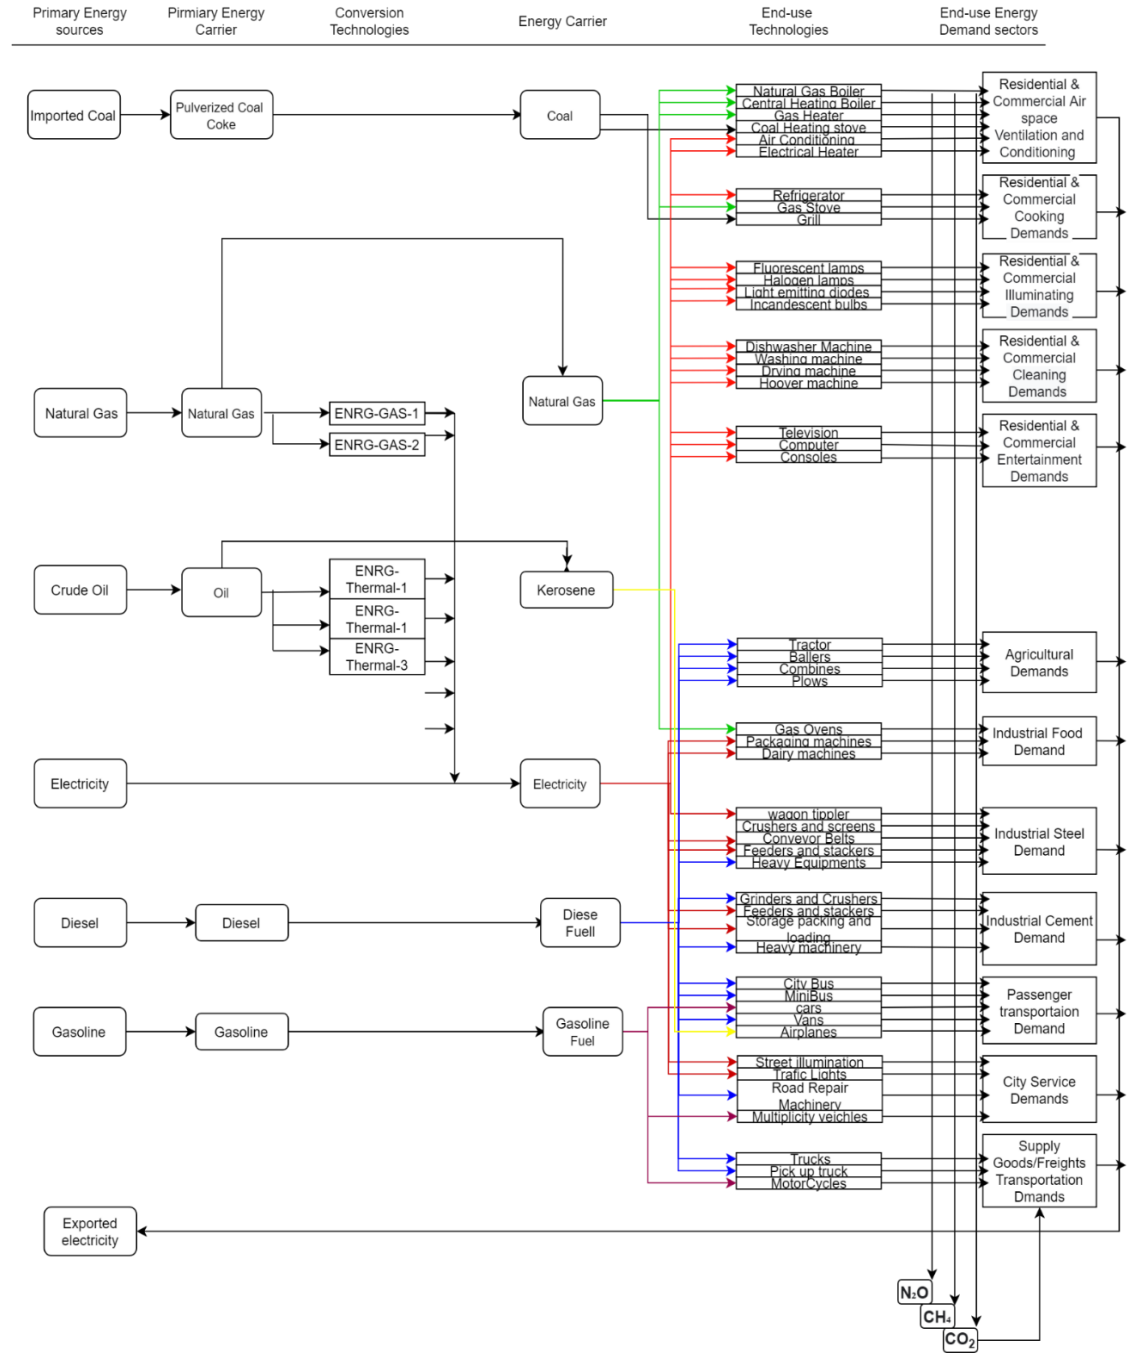 Primary Energy
sources
Pirmiary Energy
Carrier
Conversion
Technologies
Energy Carrier
End-use
Technologies
End-use Energy
Demand sectors
Imported Coal
Pulverized Coal
Coke
Coal
Natural Gas Boiler
Central Heating Boiler
Gas Heater
Coal Heating stove
Air Conditioning
Electrical Heater
Residential &
Commercial Air
space
Ventilation and
Conditioning
Refrigerator
Gas Stove
Grill
Residential &
Commercial
Cooking
Demands
Fluorescent lamps
Halogen lamps
Light emitting diodes
Incandescent bulbs
Residential &
Commercial
Illuminating
Demands
Dishwasher Machine
Washing machine
Drying machine
Hoover machine
Residential &
Commercial
Cleaning
Demands
Natural Gas
Natural Gas
ENRG-GAS-1
ENRG-GAS-2
Natural Gas
Television
Computer
Consoles
Residential &
Commercial
Entertainment
Demands
Crude Oil
Oil
ENRG-
Thermal-1
ENRG-
Thermal-1
ENRG-
Thermal-3
Kerosene
Tractor
Ballers
Combines
Plows
Agricultural
Demands
Gas Ovens
Packaging machines
Dairy machines
Industrial Food
Demand
Electricity
Electricity
wagon tippler
Crushers and screens
Conveyor Belts
Feeders and stackers
Heavy Equipments
Industrial Steel
Demand
Diesel
Diesel
Diese
Fuell
Grinders and Crushers
Feeders and stackers
Storage packing and
loading
Heavy machinery
Industrial Cement
Demand
Gasoline
Gasoline
Gasoline
Fuel
City Bus
MiniBus
cars
Vans
Airplanes
Passenger
transportaion
Demand
Street illumination
Trafic Lights
Road Repair
Machinery
Multiplicity veichles
City Service
Demands
Trucks
Pick up truck
MotorCycles
Supply
Goods/Freights
Transportation
Dmands
Exported
electricity
N₂O
CH₄
CO₂